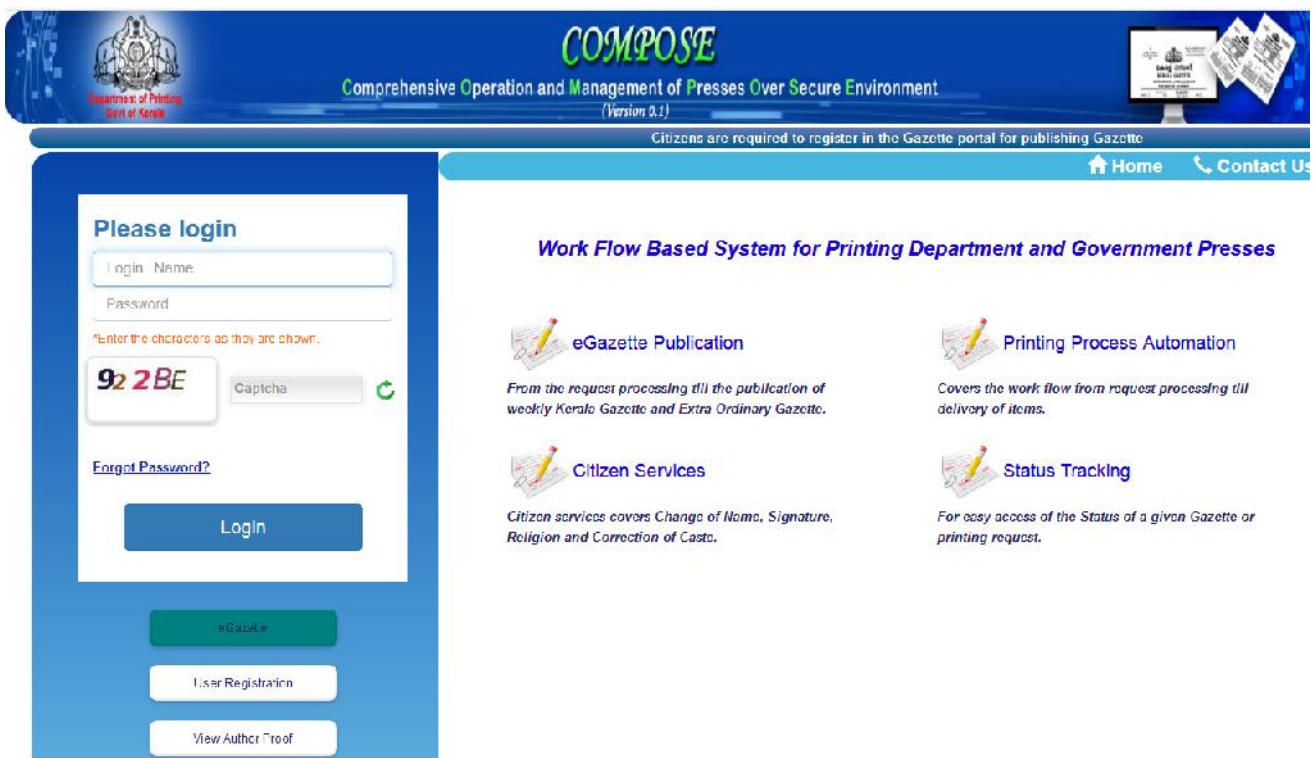 Department of Printing
Govt of Kerala
COMPOSE
Comprehensive Operation and Management of Presses Over Secure Environment
(Version 0.1)
Citizens are required to register in the Gazette portal for publishing Gazette
Home Contact Us
Please login
Login Name
Password
*Enter the characters as they are shown.
922BE
Captcha
Forgot Password?
Login
eGazette
User Registration
View Author Proof
Work Flow Based System for Printing Department and Government Presses
eGazette Publication
From the request processing till the publication of
weekly Kerala Gazette and Extra Ordinary Gazette.
Printing Process Automation
Covers the work flow from request processing till
delivery of items.
Citizen Services
Citizen services covers Change of Name, Signature,
Religion and Correction of Caste.
Status Tracking
For easy access of the Status of a given Gazette or
printing request.